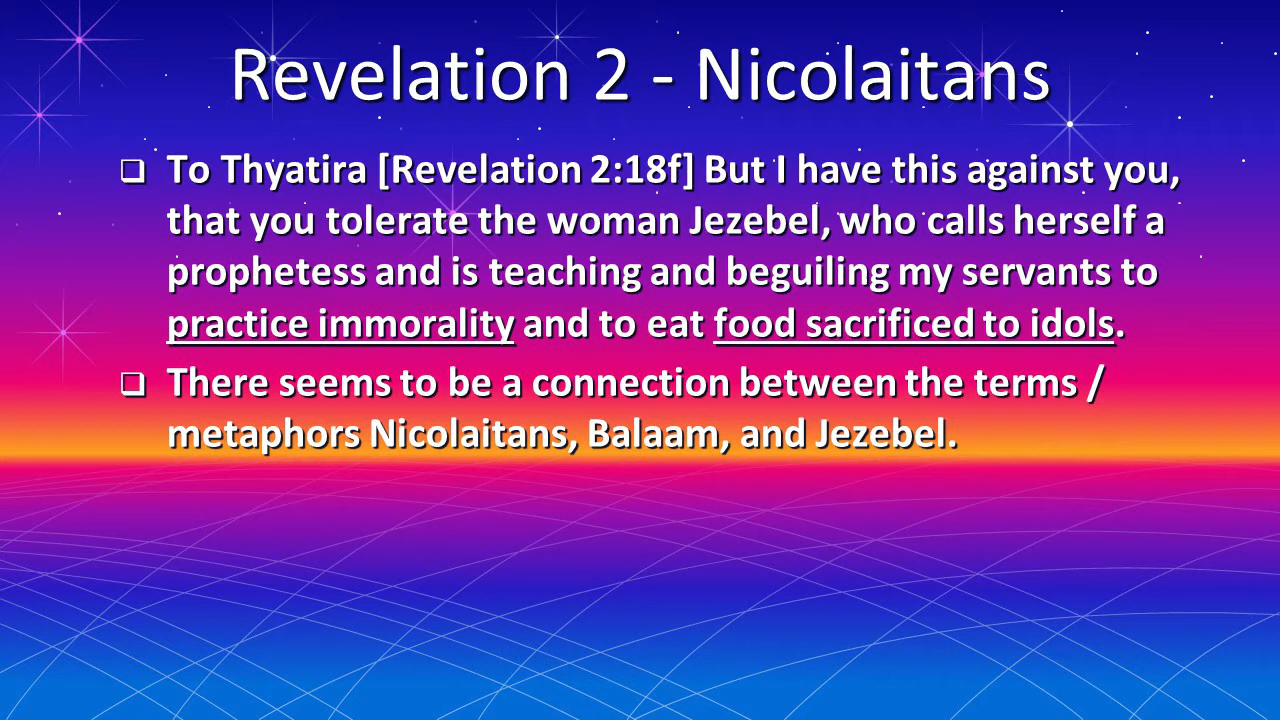 Revelation 2 - Nicolaitans
❑ To Thyatira [Revelation 2:18f] But I have this against you,
that you tolerate the woman Jezebel, who calls herself a
prophetess and is teaching and beguiling my servants to
practice immorality and to eat food sacrificed to idols.
❑ There seems to be a connection between the terms /
metaphors Nicolaitans, Balaam, and Jezebel.